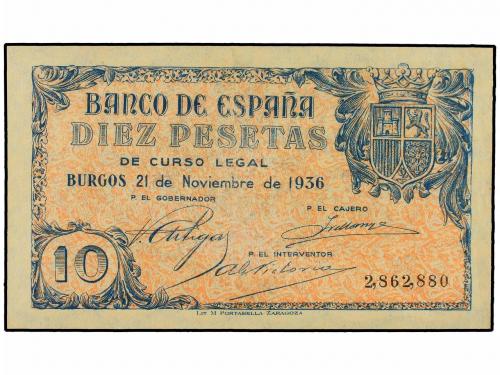 BANCO DE ESPAÑA
DIEZ PESETAS
DE CURSO LEGAL
BURGOS 21 de Noviembre de 1936
P. EL GOBERNADOR
P. EL CAJERO
P. EL INTERVENTOR
10
2,862,880
LIT M PORTABELLA ZARAGOZA